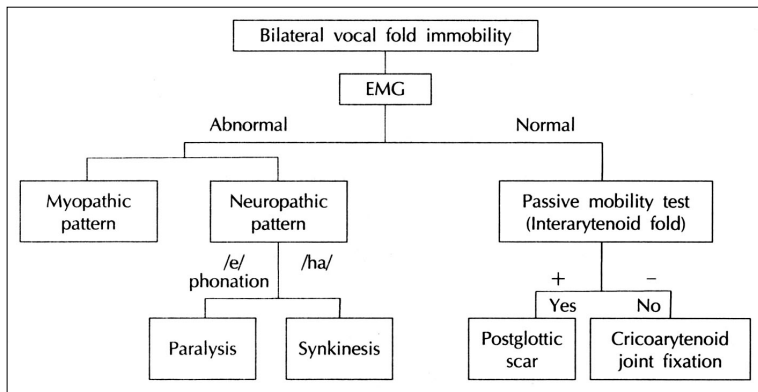 Bilateral vocal fold immobility
EMG
Abnormal
Normal
Myopathic
pattern
Neuropathic
pattern
Passive mobility test
(Interarytenoid fold)
/e/
phonation
/ha/
+
−
Yes
No
Paralysis
Synkinesis
Postglottic
scar
Cricoarytenoid
joint fixation